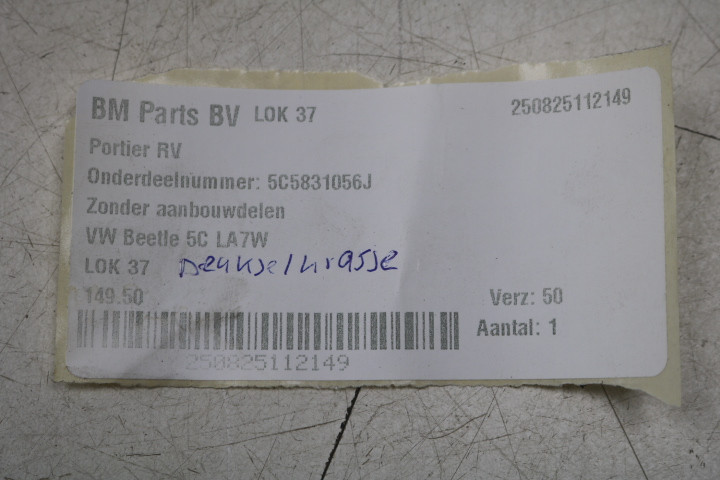 BM Parts BV LOK 37 250825112149
Portier RV
Onderdeelnummer: 5C5831056J
Zonder aanbouwdelen
VW Beetle 5C LA7W
LOK 37
149.50 Verz: 50
Aantal: 1
250825112149